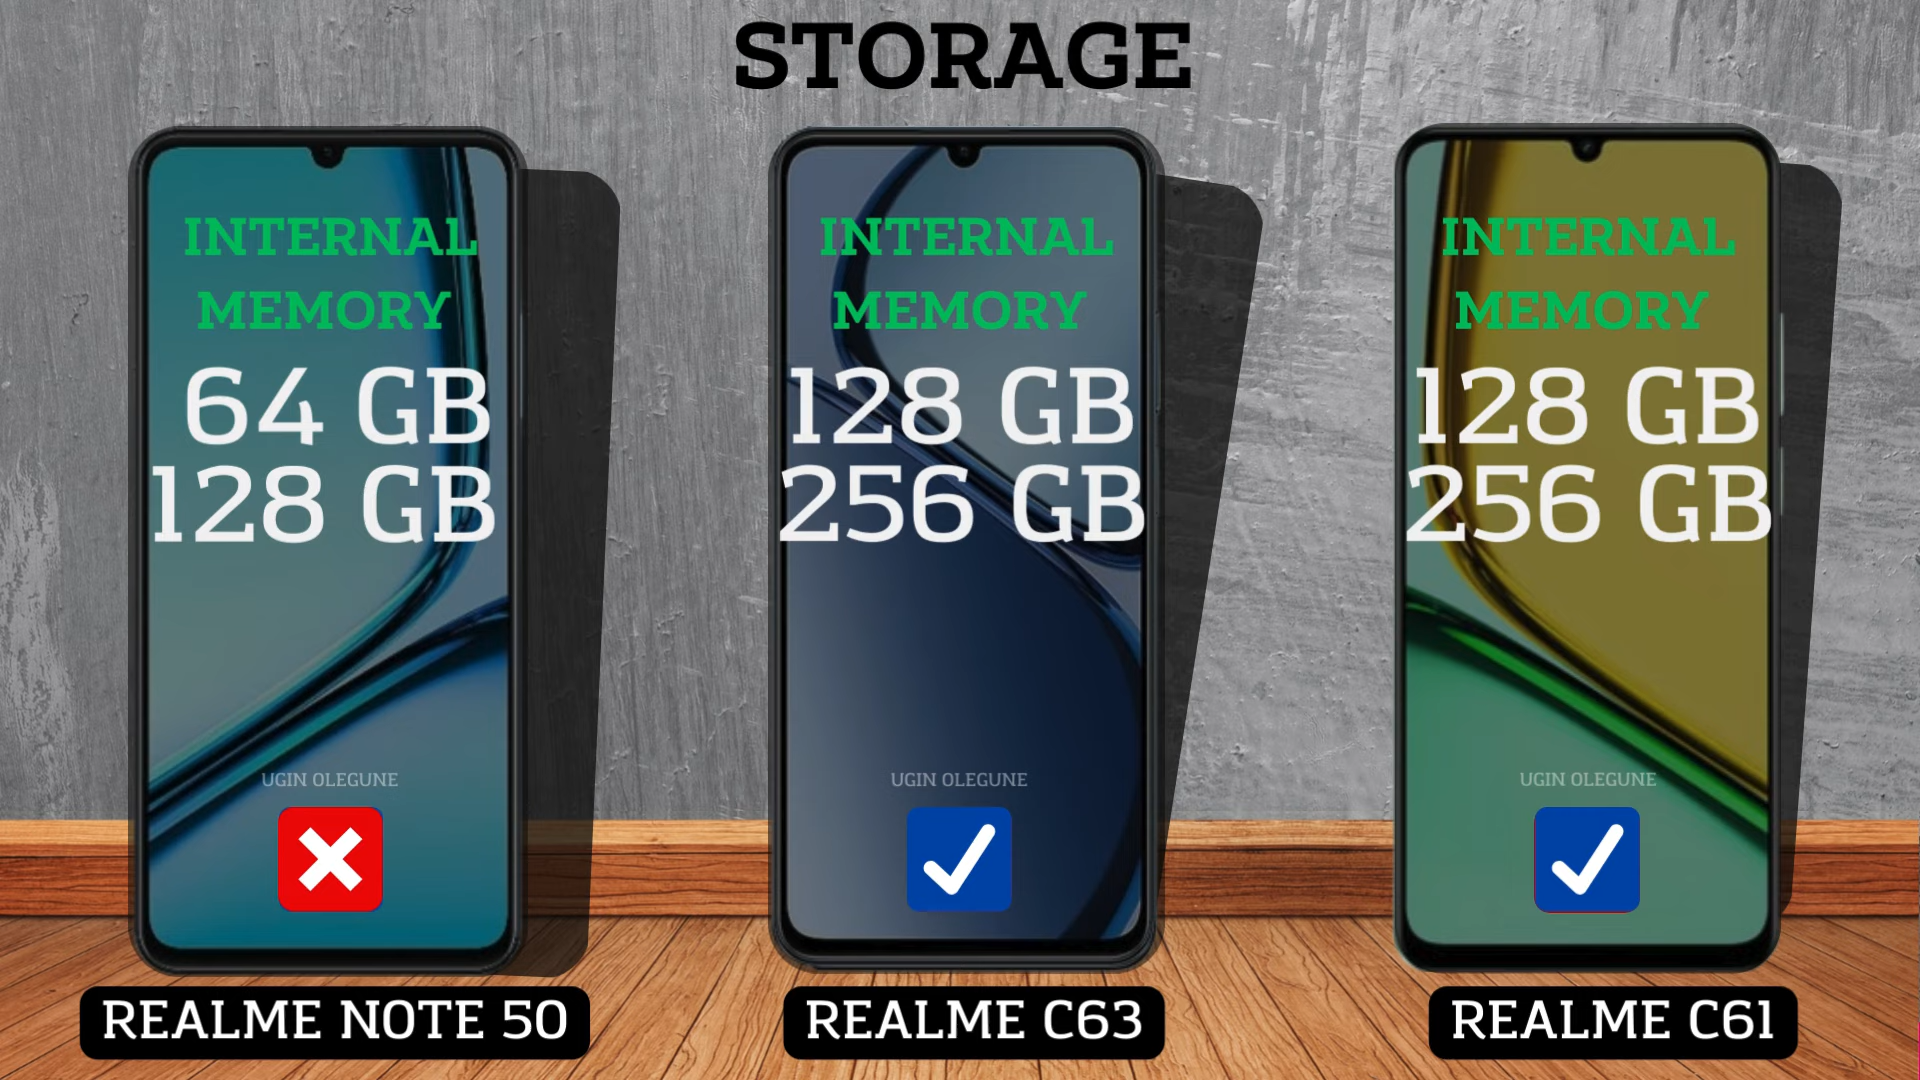 STORAGE
INTERNAL
MEMORY
64 GB
128 GB
UGIN OLEGUNE
REALME NOTE 50
INTERNAL
MEMORY
128 GB
256 GB
UGIN OLEGUNE
REALME C63
INTERNAL
MEMORY
128 GB
256 GB
UGIN OLEGUNE
REALME C61